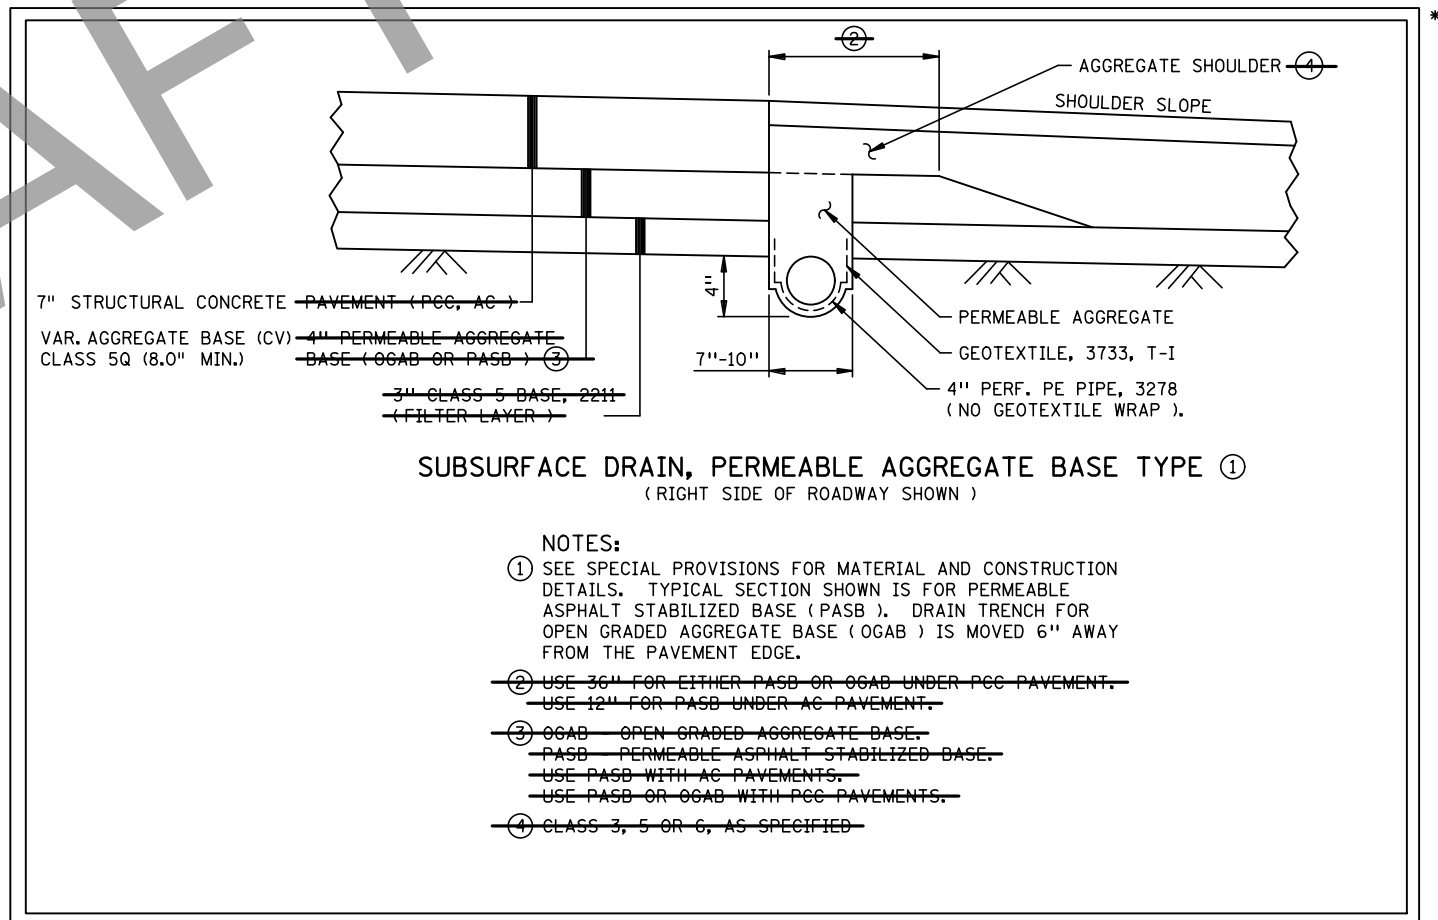 *
②
AGGREGATE SHOULDER ④
SHOULDER SLOPE
7" STRUCTURAL CONCRETE PAVEMENT (PCC, AC)
VAR. AGGREGATE BASE (CV) 4" PERMEABLE AGGREGATE
CLASS 5Q (8.0" MIN.) BASE (OGAB OR PASB) ③
3" CLASS 5 BASE, 2211
(FILTER LAYER)
4"
7"-10"
PERMEABLE AGGREGATE
GEOTEXTILE, 3733, T-I
4" PERF. PE PIPE, 3278
(NO GEOTEXTILE WRAP).
SUBSURFACE DRAIN, PERMEABLE AGGREGATE BASE TYPE ①
(RIGHT SIDE OF ROADWAY SHOWN)
NOTES:
① SEE SPECIAL PROVISIONS FOR MATERIAL AND CONSTRUCTION
DETAILS. TYPICAL SECTION SHOWN IS FOR PERMEABLE
ASPHALT STABILIZED BASE (PASB). DRAIN TRENCH FOR
OPEN GRADED AGGREGATE BASE (OGAB) IS MOVED 6" AWAY
FROM THE PAVEMENT EDGE.
② USE 36" FOR EITHER PASB OR OGAB UNDER PCC PAVEMENT.
USE 12" FOR PASB UNDER AC PAVEMENT.
③ OGAB - OPEN GRADED AGGREGATE BASE.
PASB - PERMEABLE ASPHALT STABILIZED BASE.
USE PASB WITH AC PAVEMENTS.
USE PASB OR OGAB WITH PCC PAVEMENTS.
④ CLASS 3, 5 OR 6, AS SPECIFIED